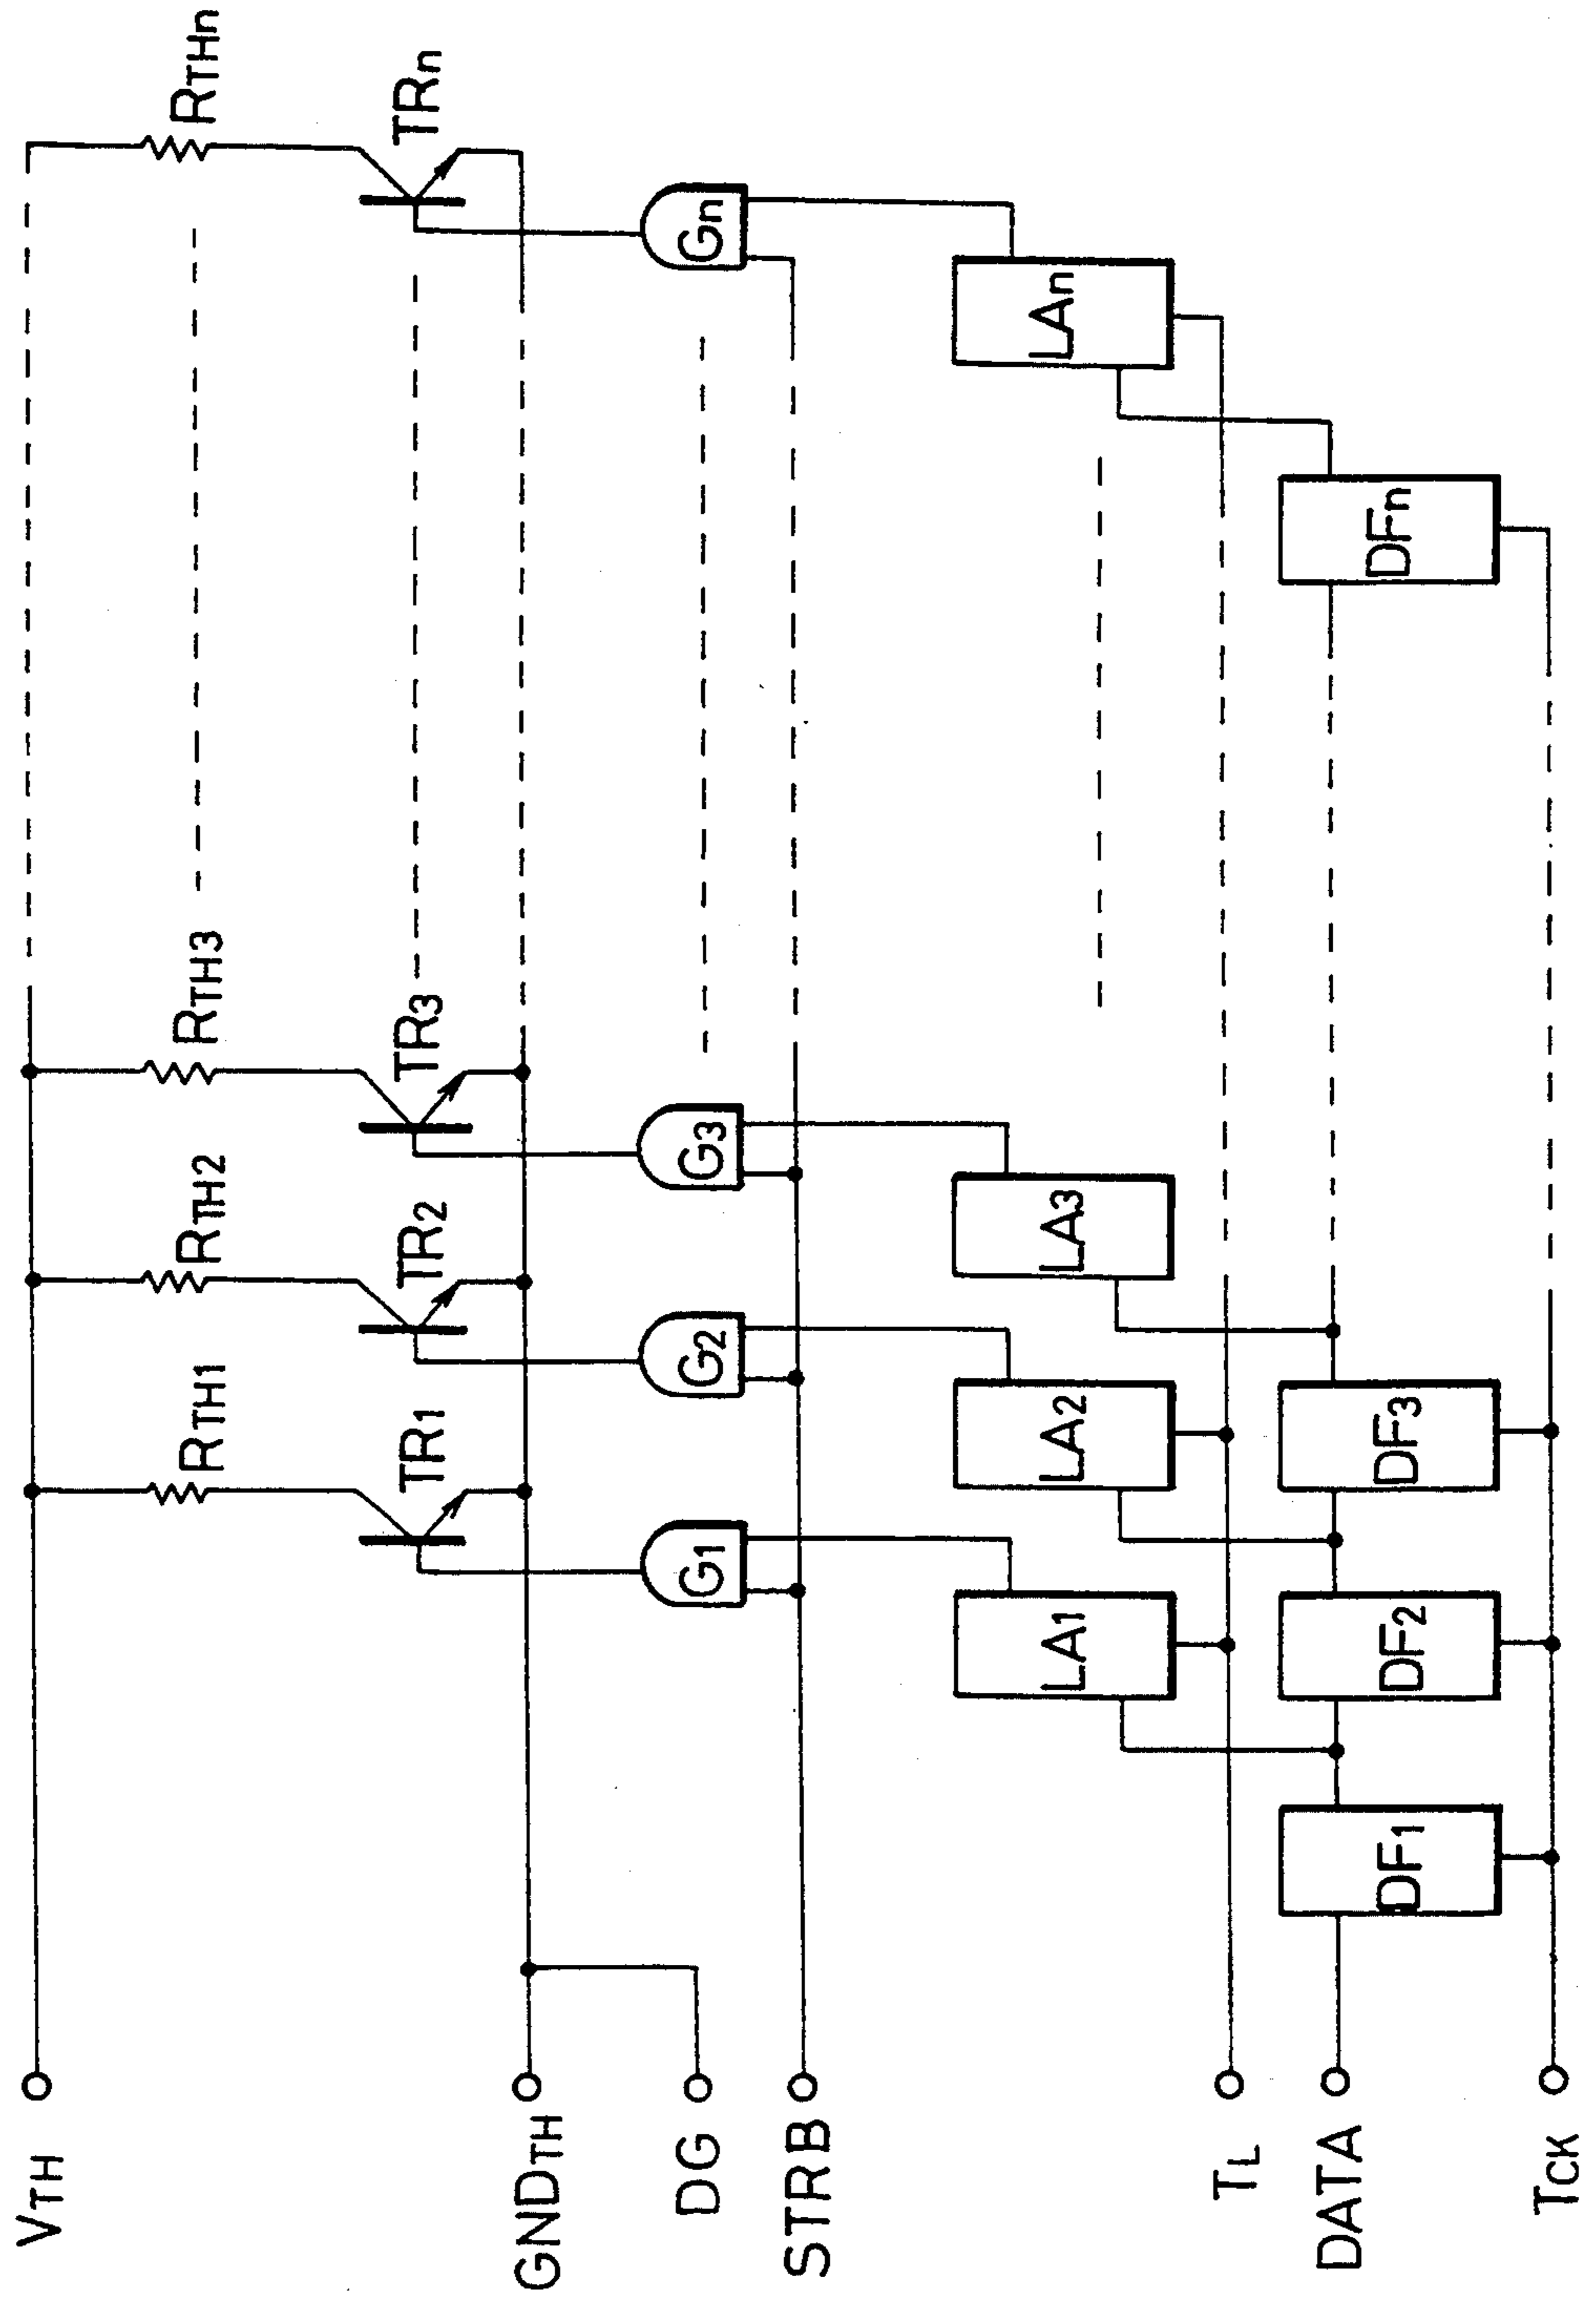 VTH
GNDTH
DG
STRB
TL
DATA
TCK
RTH1
RTH2
RTH3
RTHn
TR1
TR2
TR3
TRn
G1
G2
G3
Gn
LA1
LA2
LA3
LAn
DF1
DF2
DF3
DFn